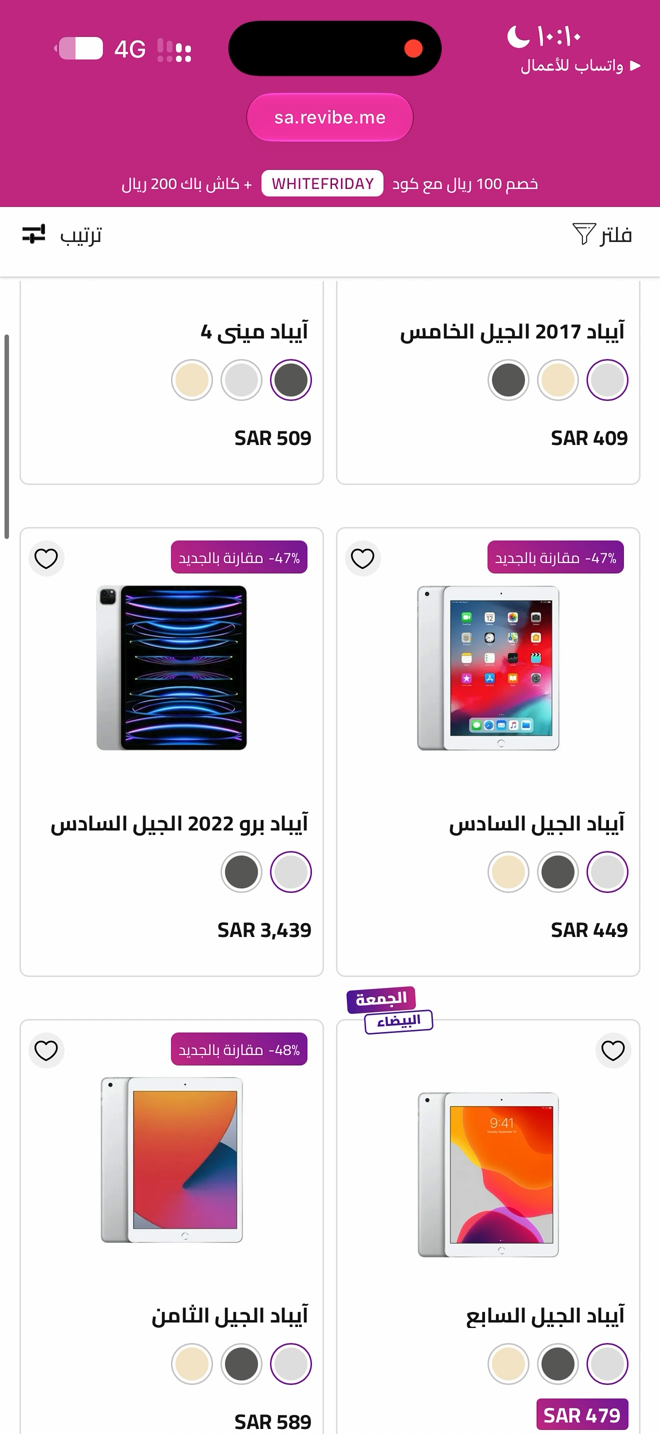 ١٠:١٠
4G
◀ واتساب للأعمال
sa.revibe.me
خصم 100 ريال مع كود WHITEFRIDAY + كاش باك 200 ريال
فلتر
ترتيب
آيباد 2017 الجيل الخامس
SAR 409
آيباد ميني 4
SAR 509
-47% مقارنة بالجديد
آيباد الجيل السادس
SAR 449
-47% مقارنة بالجديد
آيباد برو 2022 الجيل السادس
SAR 3,439
الجمعة
البيضاء
9:41
آيباد الجيل السابع
SAR 479
-48% مقارنة بالجديد
آيباد الجيل الثامن
SAR 589